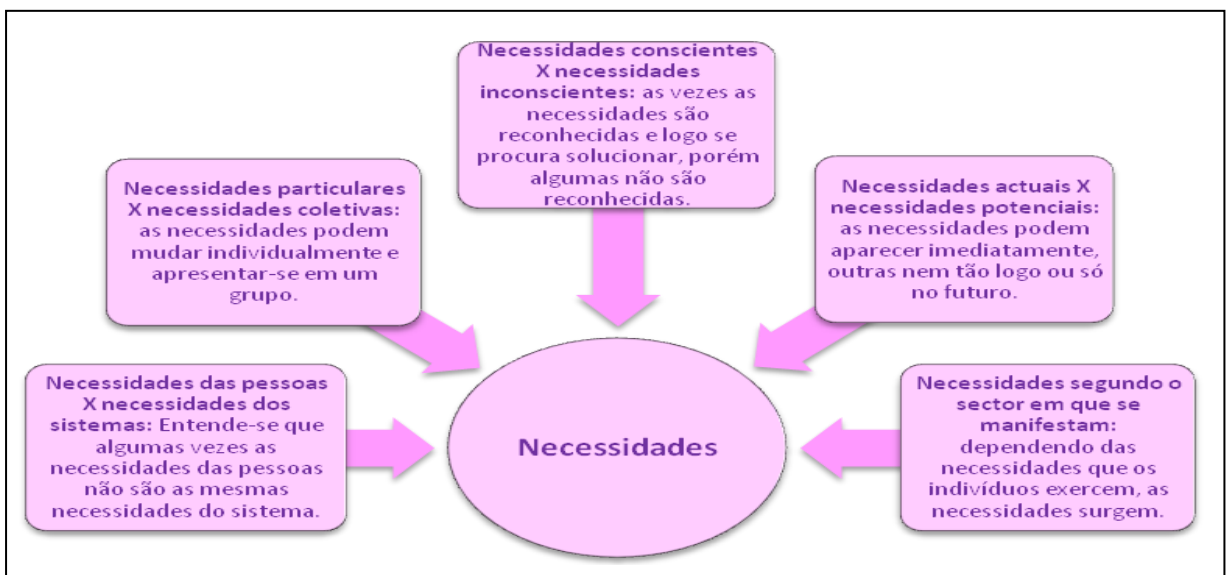 Necessidades conscientes
X necessidades
inconscientes: as vezes as
necessidades são
reconhecidas e logo se
procura solucionar, porém
algumas não são
reconhecidas.
Necessidades particulares
X necessidades coletivas:
as necessidades podem
mudar individualmente e
apresentar-se em um
grupo.
Necessidades actuais X
necessidades potenciais:
as necessidades podem
aparecer imediatamente,
outras nem tão logo ou só
no futuro.
Necessidades das pessoas
X necessidades dos
sistemas: Entende-se que
algumas vezes as
necessidades das pessoas
não são as mesmas
necessidades do sistema.
Necessidades
Necessidades segundo o
sector em que se
manifestam:
dependendo das
necessidades que os
indivíduos exercem, as
necessidades surgem.